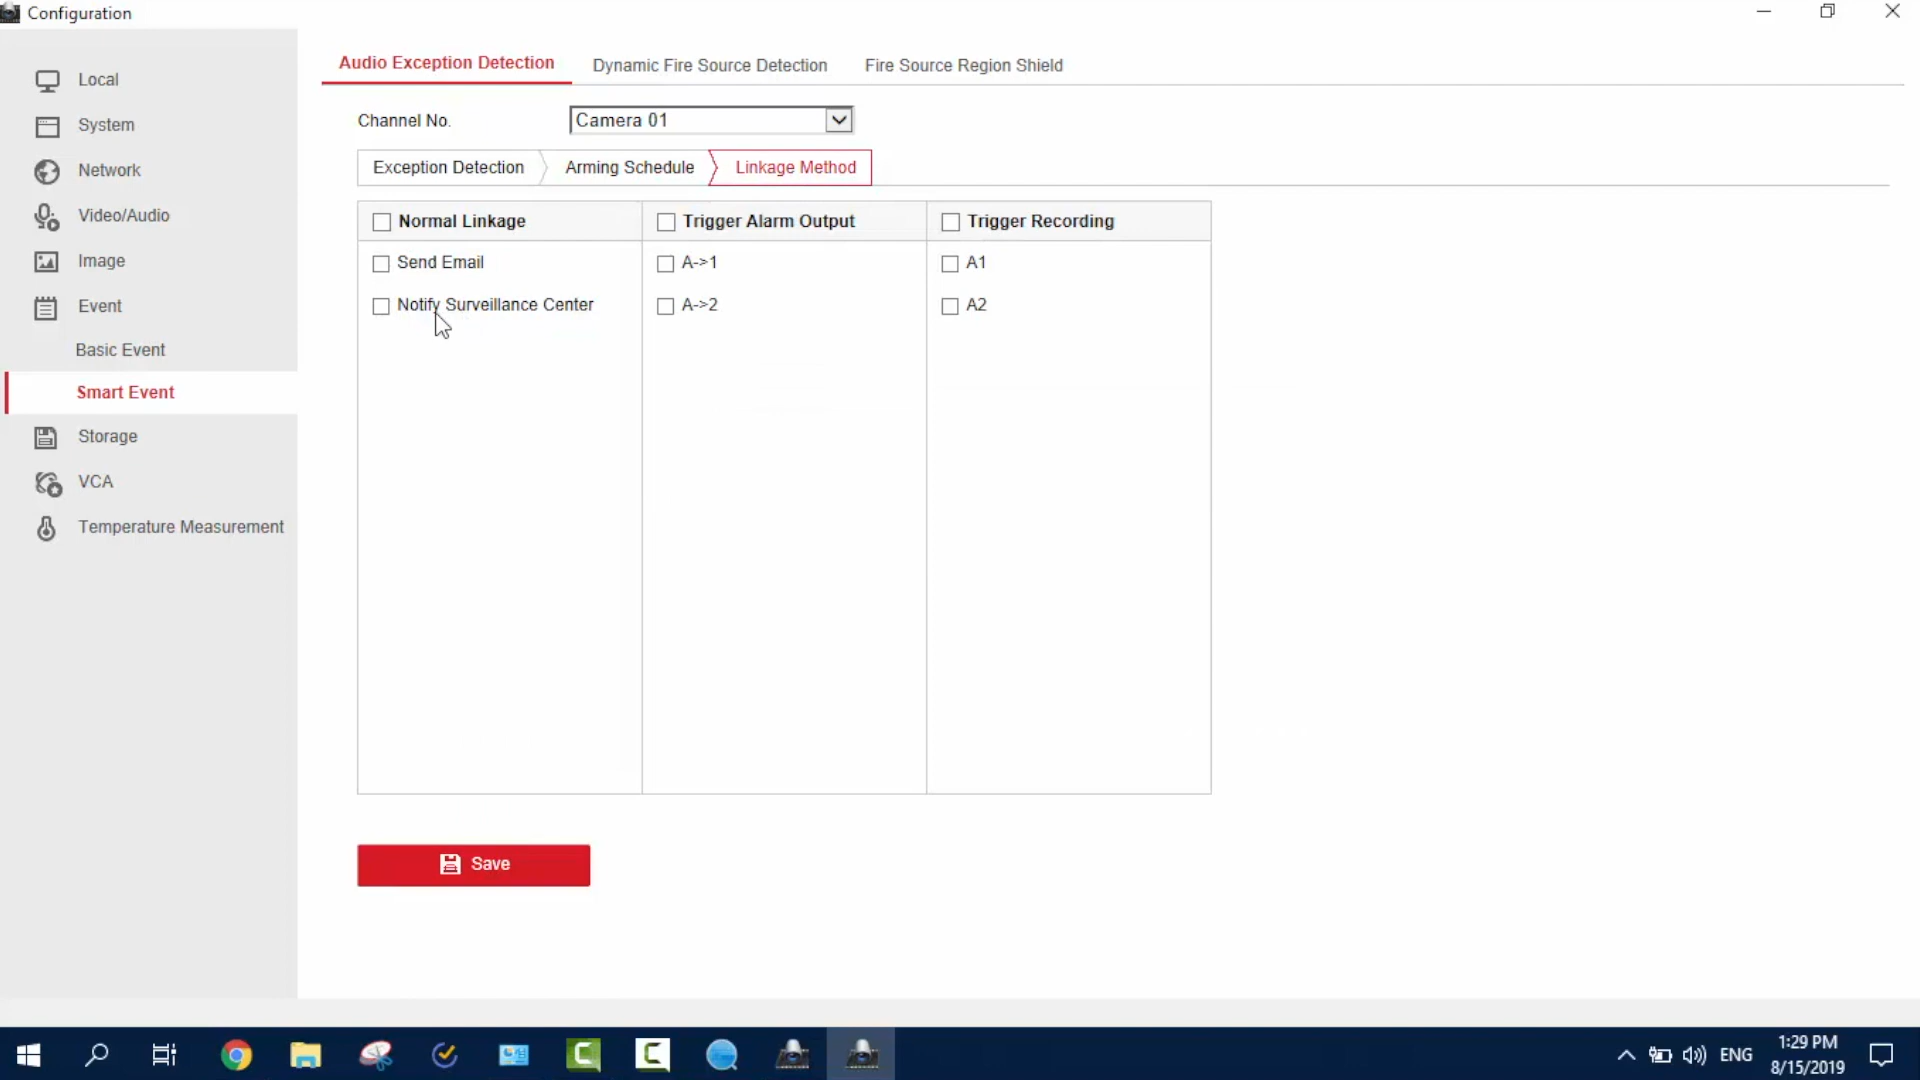 Configuration
Local
System
Network
Video/Audio
Image
Event
Basic Event
Smart Event
Storage
VCA
Temperature Measurement
Audio Exception Detection Dynamic Fire Source Detection Fire Source Region Shield
Channel No. Camera 01
Exception Detection Arming Schedule Linkage Method
Normal Linkage Trigger Alarm Output Trigger Recording
Send Email A->1 A1
Notify Surveillance Center A->2 A2
Save
ENG
1:29 PM
8/15/2019